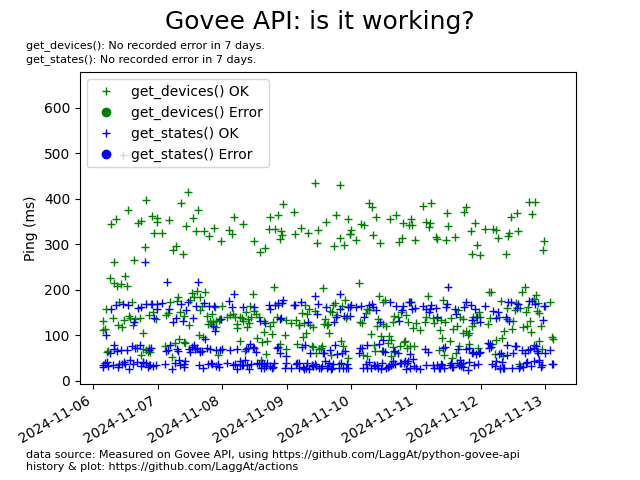 Govee API: is it working?
get_devices(): No recorded error in 7 days.
get_states(): No recorded error in 7 days.
get_devices() OK
get_devices() Error
get_states() OK
get_states() Error
Ping (ms)
600
500
400
300
200
100
0
2024-11-06
2024-11-07
2024-11-08
2024-11-09
2024-11-10
2024-11-11
2024-11-12
2024-11-13
data source: Measured on Govee API, using https://github.com/LaggAt/python-govee-api
history & plot: https://github.com/LaggAt/actions